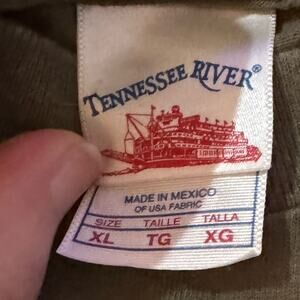 TENNESSEE RIVER®
MADE IN MEXICO
OF USA FABRIC
SIZE TAILLE TALLA
XL TG XG